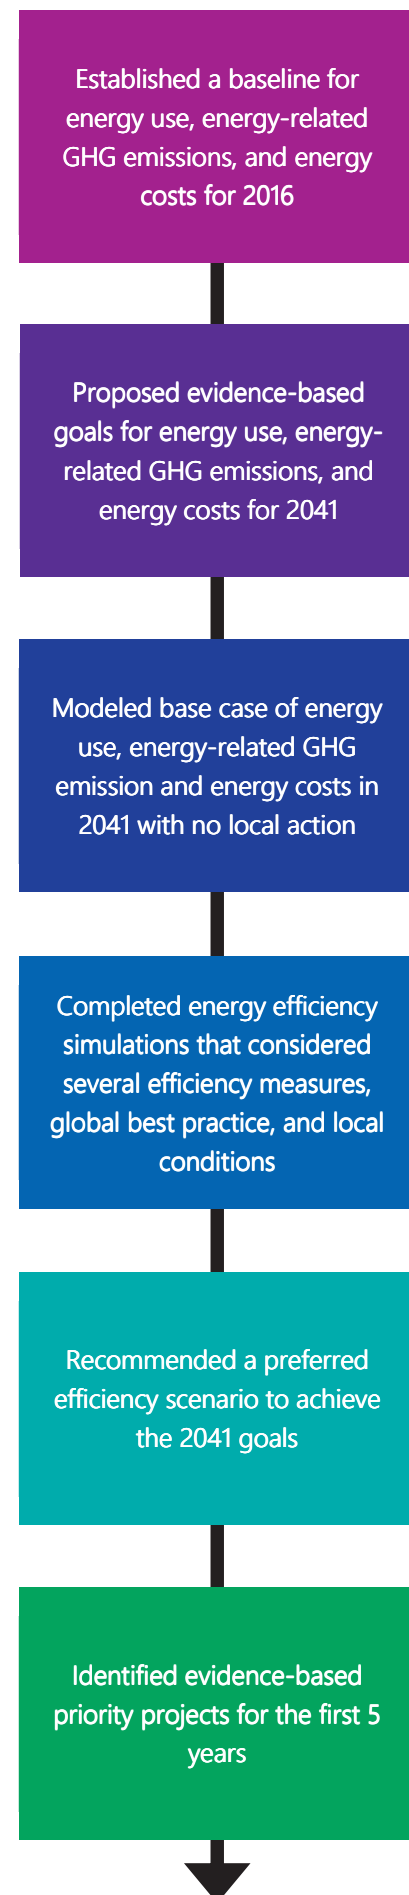 Established a baseline for
energy use, energy-related
GHG emissions, and energy
costs for 2016
Proposed evidence-based
goals for energy use, energy-
related GHG emissions, and
energy costs for 2041
Modeled base case of energy
use, energy-related GHG
emission and energy costs in
2041 with no local action
Completed energy efficiency
simulations that considered
several efficiency measures,
global best practice, and local
conditions
Recommended a preferred
efficiency scenario to achieve
the 2041 goals
Identified evidence-based
priority projects for the first 5
years